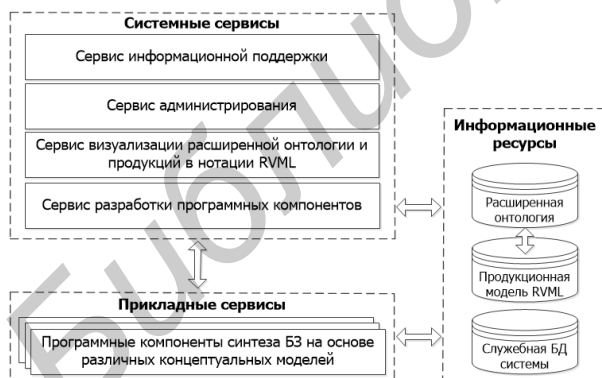 Системные сервисы
Сервис информационной поддержки
Сервис администрирования
Сервис визуализации расширенной онтологии и
продукций в нотации RVML
Сервис разработки программных компонентов
Прикладные сервисы
Программные компоненты синтеза БЗ на основе
различных концептуальных моделей
Информационные
ресурсы
Расширенная
онтология
Продукционная
модель RVML
Служебная БД
системы